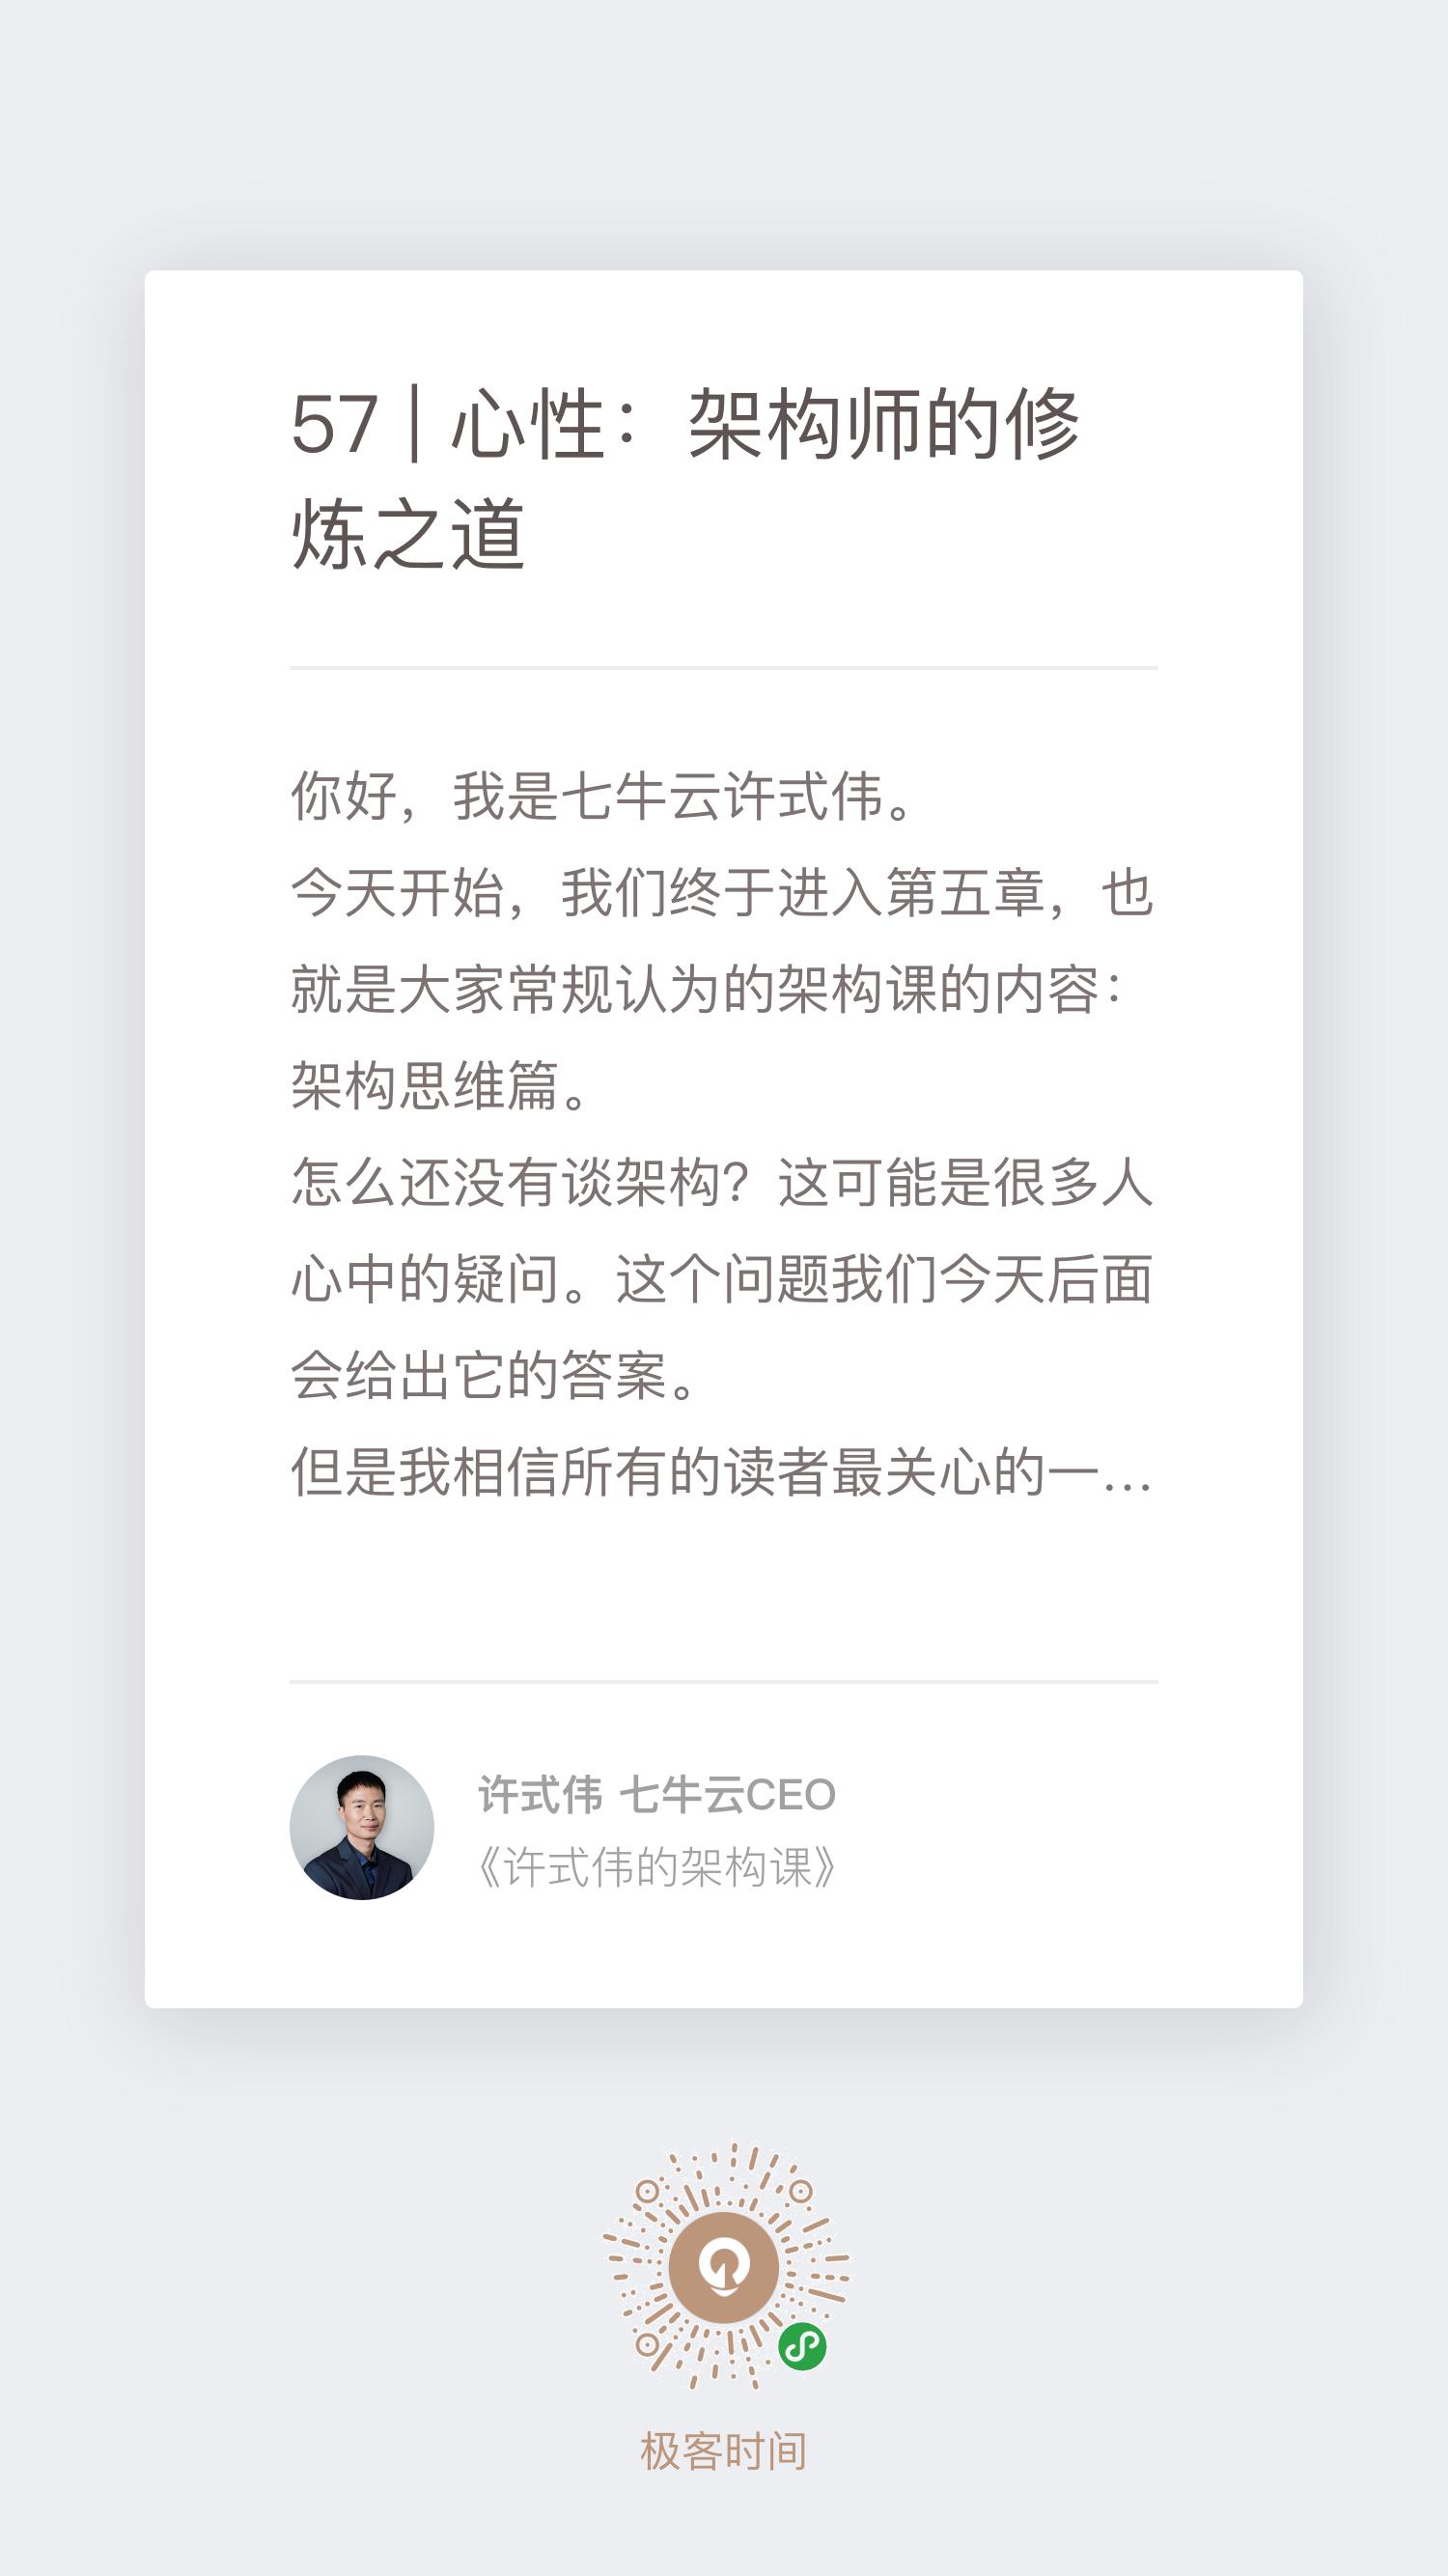 57 | 心性：架构师的修
炼之道
你好，我是七牛云许式伟。
今天开始，我们终于进入第五章，也
就是大家常规认为的架构课的内容：
架构思维篇。
怎么还没有谈架构？这可能是很多人
心中的疑问。这个问题我们今天后面
会给出它的答案。
但是我相信所有的读者最关心的一...
许式伟 七牛云CEO
《许式伟的架构课》
极客时间